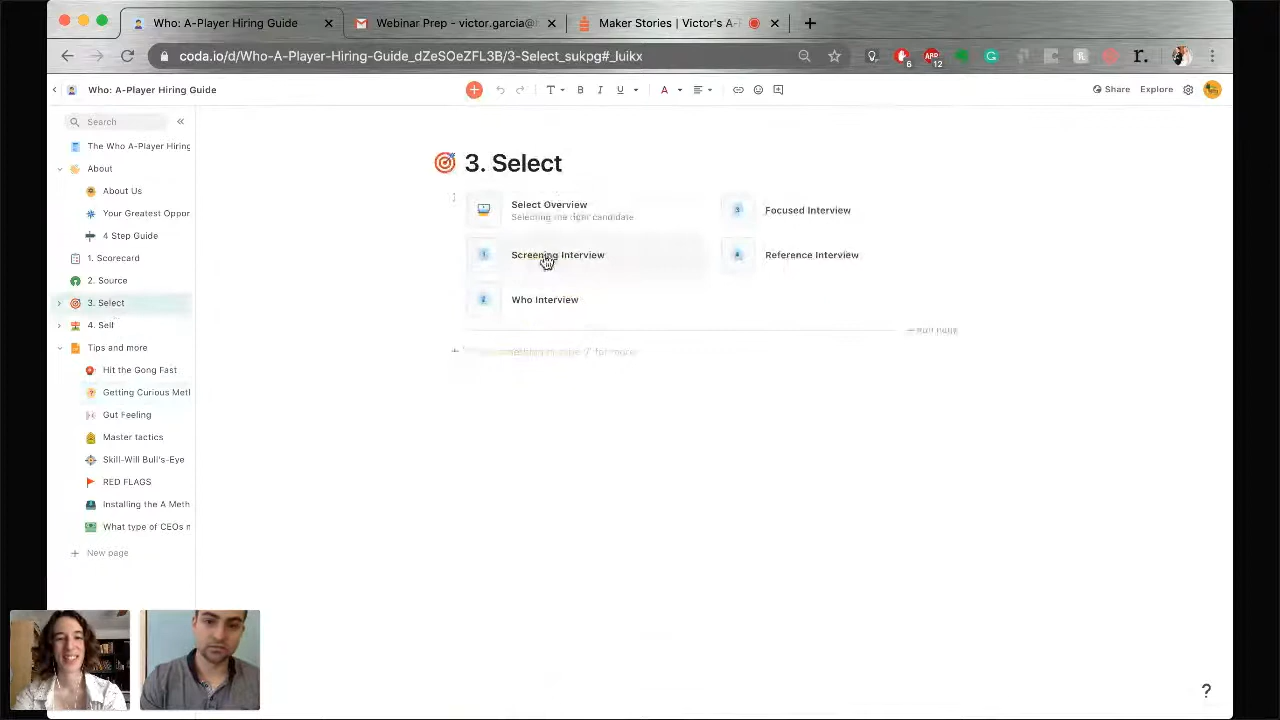 Who: A-Player Hiring Guide
Webinar Prep - victor.garcia@
Maker Stories | Victor's A-
coda.io/d/Who-A-Player-Hiring-Guide_dZeSOeZFL3B/3-Select_sukpg#_luikx
6
12
Who: A-Player Hiring Guide
Share
Explore
Search
The Who A-Player Hiring
About
About Us
Your Greatest Oppor
4 Step Guide
1. Scorecard
2. Source
3. Select
4. Sell
Tips and more
Hit the Gong Fast
Getting Curious Metl
Gut Feeling
Master tactics
Skill-Will Bull's-Eye
RED FLAGS
Installing the A Meth
What type of CEOs m
New page
3. Select
Select Overview
Selecting the right candidate
Focused Interview
Screening Interview
Reference Interview
Who Interview